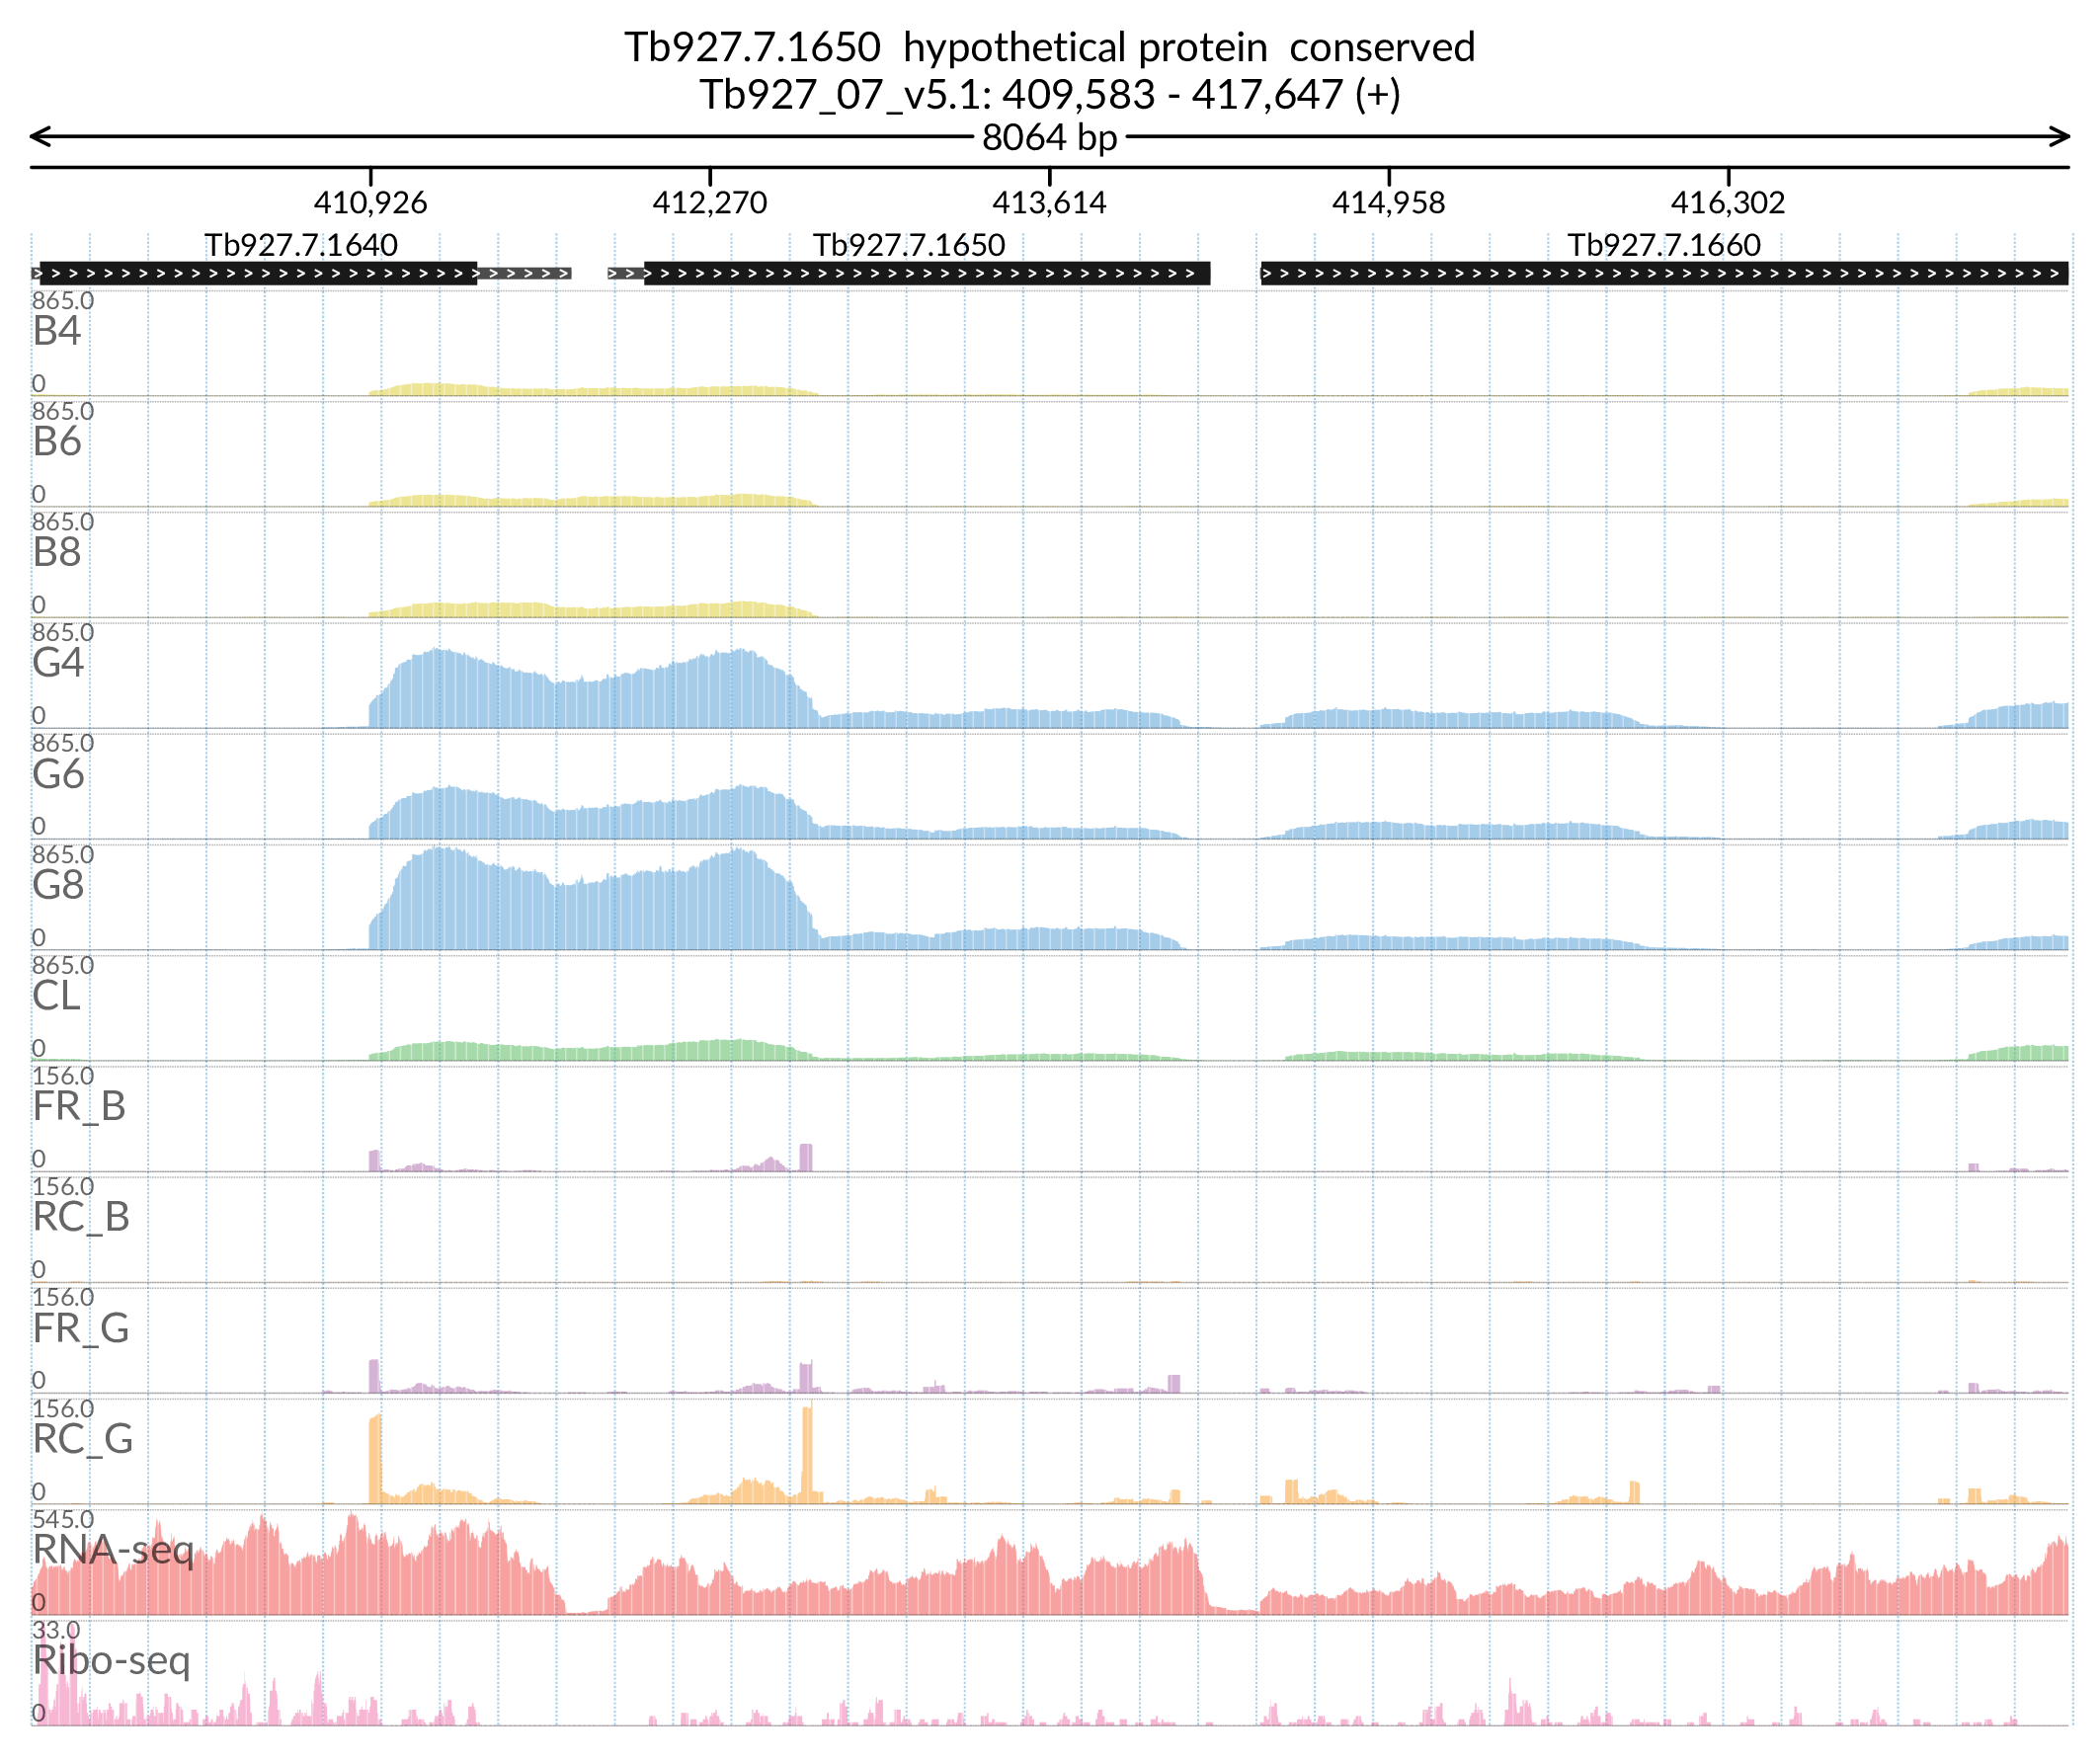 Tb927.7.1650  hypothetical protein  conserved
Tb927_07_v5.1: 409,583 - 417,647 (+)
8064 bp
410,926 412,270 413,614 414,958 416,302
Tb927.7.1640 Tb927.7.1650 Tb927.7.1660
865.0
B4
0
865.0
B6
0
865.0
B8
0
865.0
G4
0
865.0
G6
0
865.0
G8
0
865.0
CL
0
156.0
FR_B
0
156.0
RC_B
0
156.0
FR_G
0
156.0
RC_G
0
545.0
RNA-seq
0
33.0
Ribo-seq
0